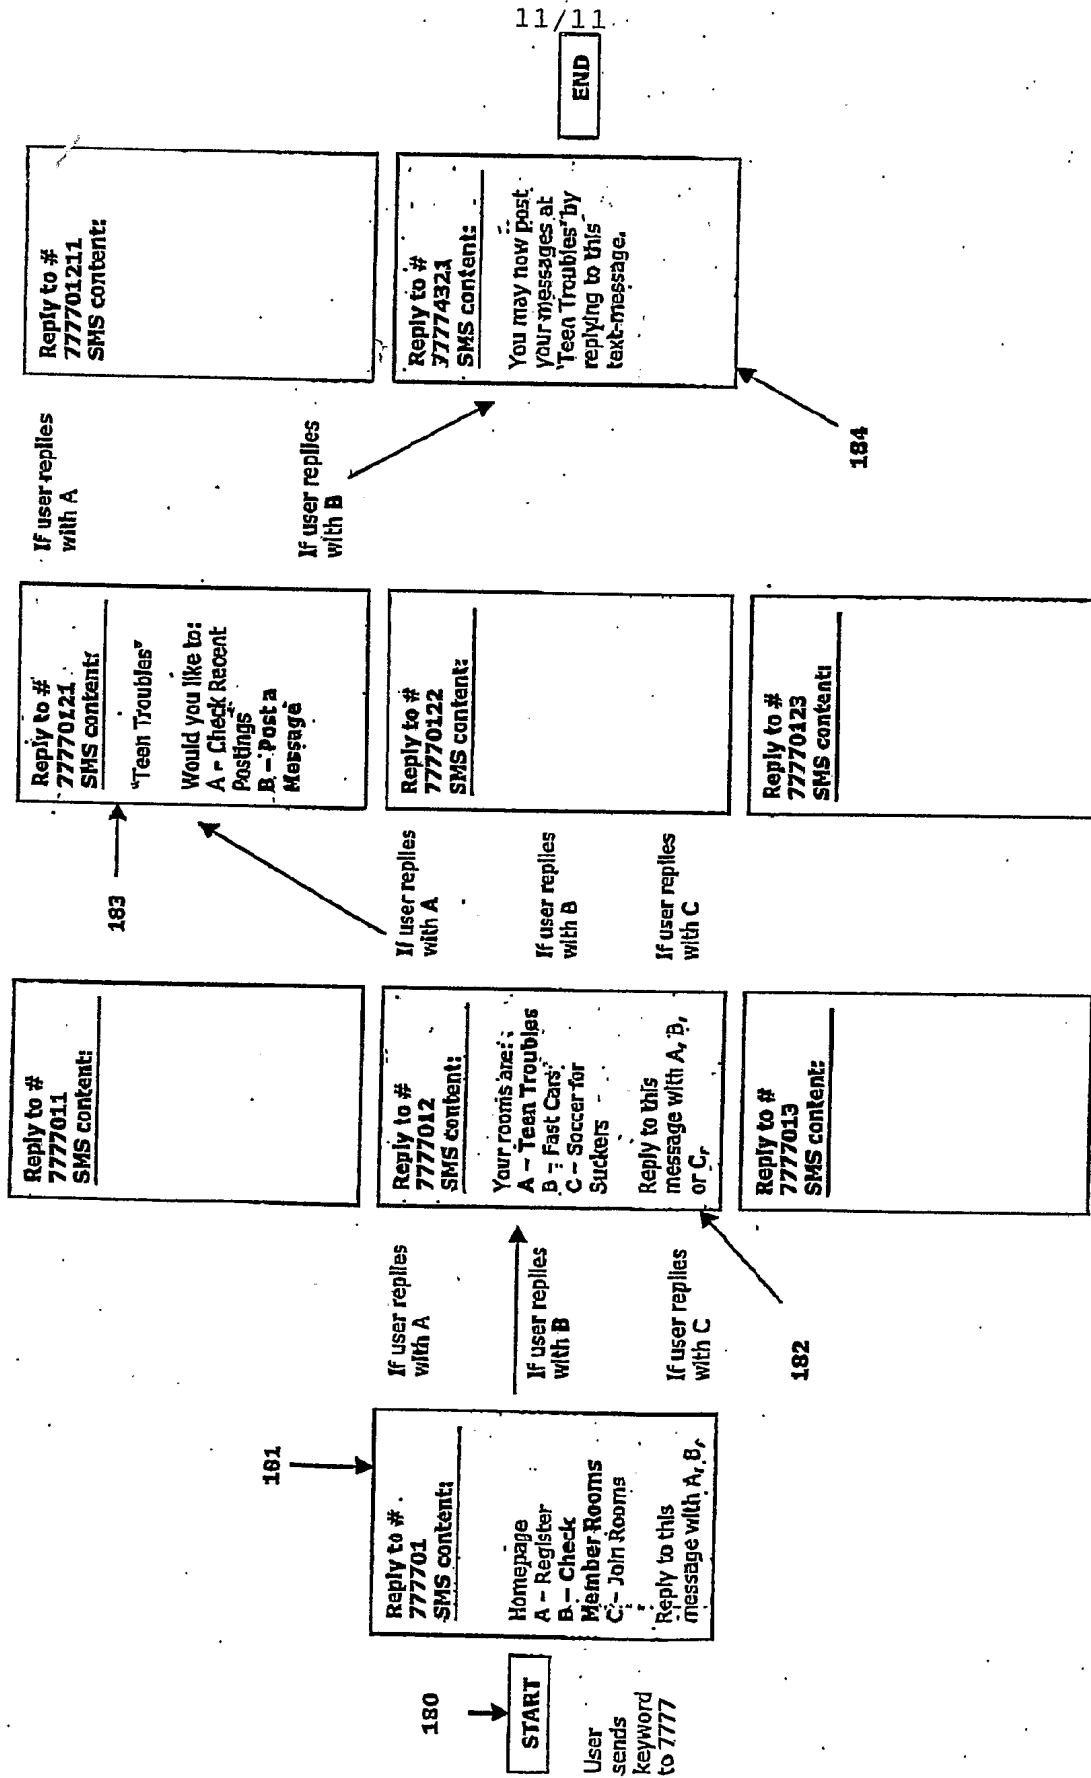 11/11
180
START
User
sends
keyword
to 7777
181
Reply to #
777701
SMS content:
Homepage
A – Register
B – Check
Member Rooms
C – Join Rooms
Reply to this
message with A, B,
If user replies
with A
If user replies
with B
If user replies
with C
182
Reply to #
7777011
SMS content:
Reply to #
7777012
SMS content:
Your rooms are:
A – Teen Troubles
B – Fast Cars
C – Soccer for
Suckers
Reply to this
message with A, B,
or C,
Reply to #
7777013
SMS content:
If user replies
with A
If user replies
with B
If user replies
with C
183
Reply to #
77770121
SMS content:
"Teen Troubles"
Would you like to:
A – Check Recent
Postings
B – Post a
Message
Reply to #
77770122
SMS content:
Reply to #
77770123
SMS content:
If user replies
with A
If user replies
with B
184
Reply to #
777701211
SMS content:
Reply to #
77774321
SMS content:
You may now post
your messages at
"Teen Troubles" by
replying to this
text-message.
END